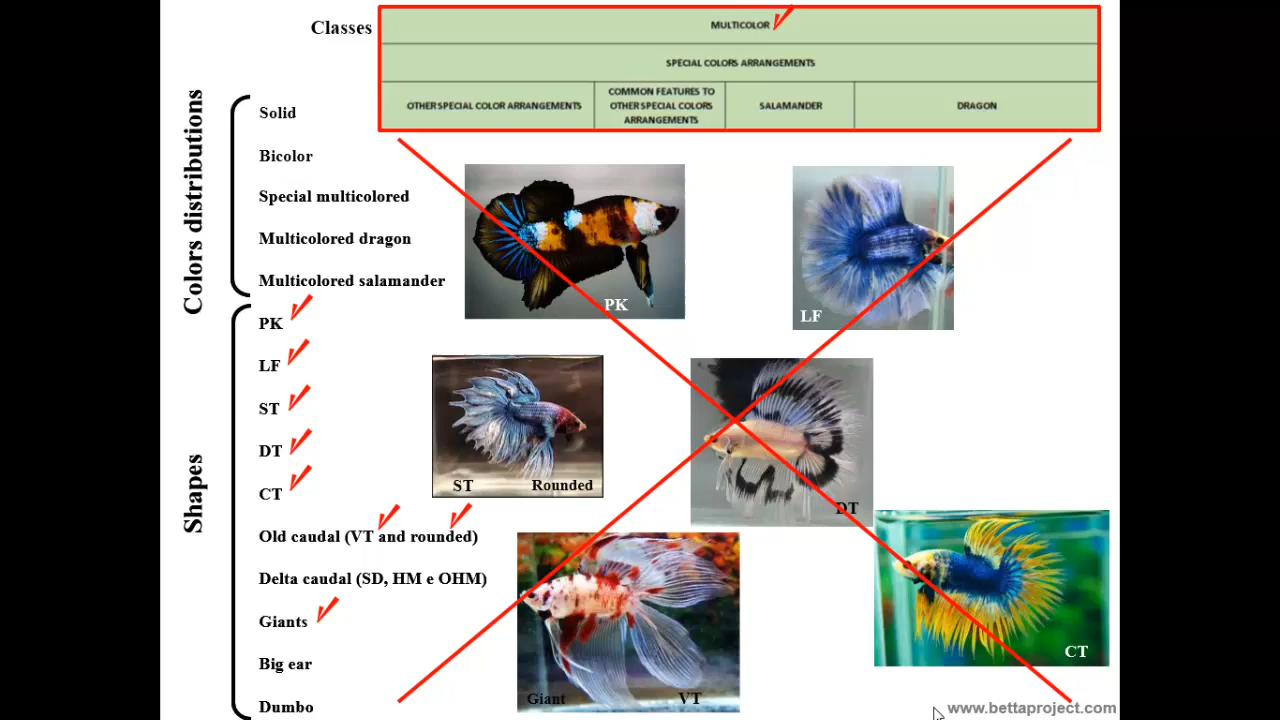 Classes
MULTICOLOR
SPECIAL COLORS ARRANGEMENTS
OTHER SPECIAL COLOR ARRANGEMENTS
COMMON FEATURES TO
OTHER SPECIAL COLORS
ARRANGEMENTS
SALAMANDER
DRAGON
Colors distributions
Solid
Bicolor
Special multicolored
Multicolored dragon
Multicolored salamander
Shapes
PK
LF
ST
DT
CT
Old caudal (VT and rounded)
Delta caudal (SD, HM e OHM)
Giants
Big ear
Dumbo
PK
LF
ST
Rounded
DT
CT
Giant
VT
www.bettaproject.com